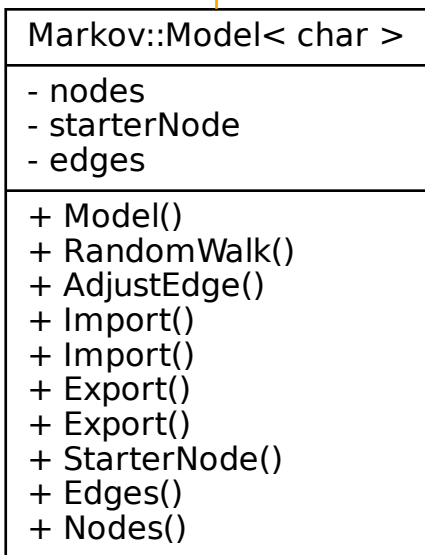 Markov::Model< char >
- nodes
- starterNode
- edges
+ Model()
+ RandomWalk()
+ AdjustEdge()
+ Import()
+ Import()
+ Export()
+ Export()
+ StarterNode()
+ Edges()
+ Nodes()